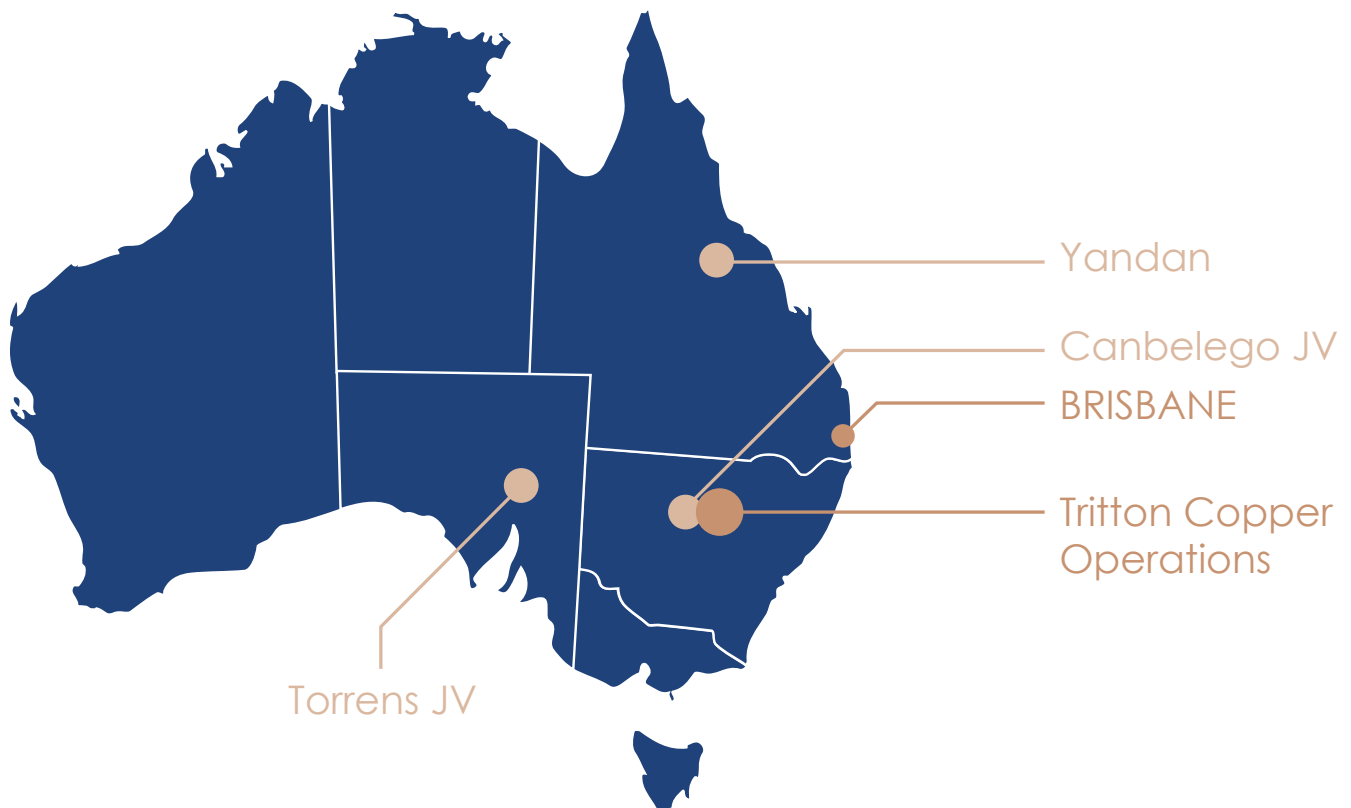 Yandan
Canbelego JV
BRISBANE
Tritton Copper
Operations
Torrens JV